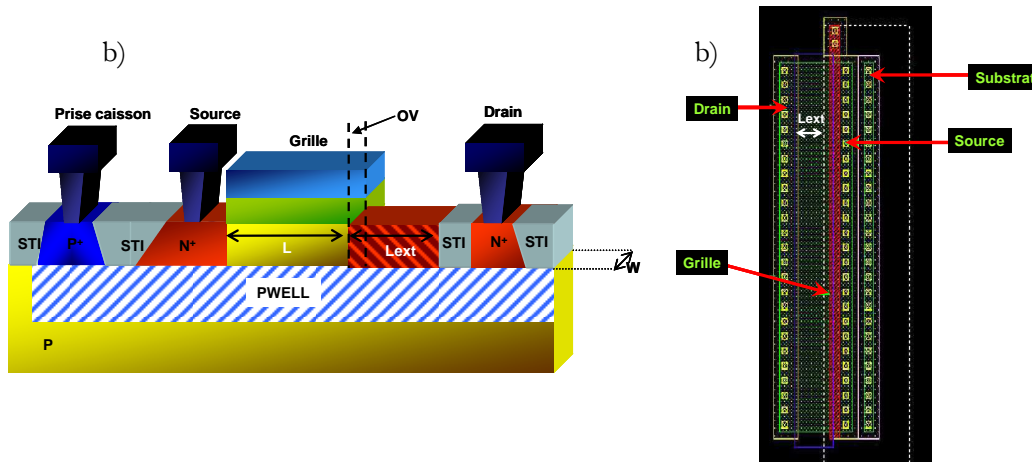 b)
Prise caisson
Source
Grille
OV
Drain
STI
P+
STI
N+
L
Lext
STI
N+
STI
W
PWELL
P
b)
Substrat
Drain
Lext
Source
Grille